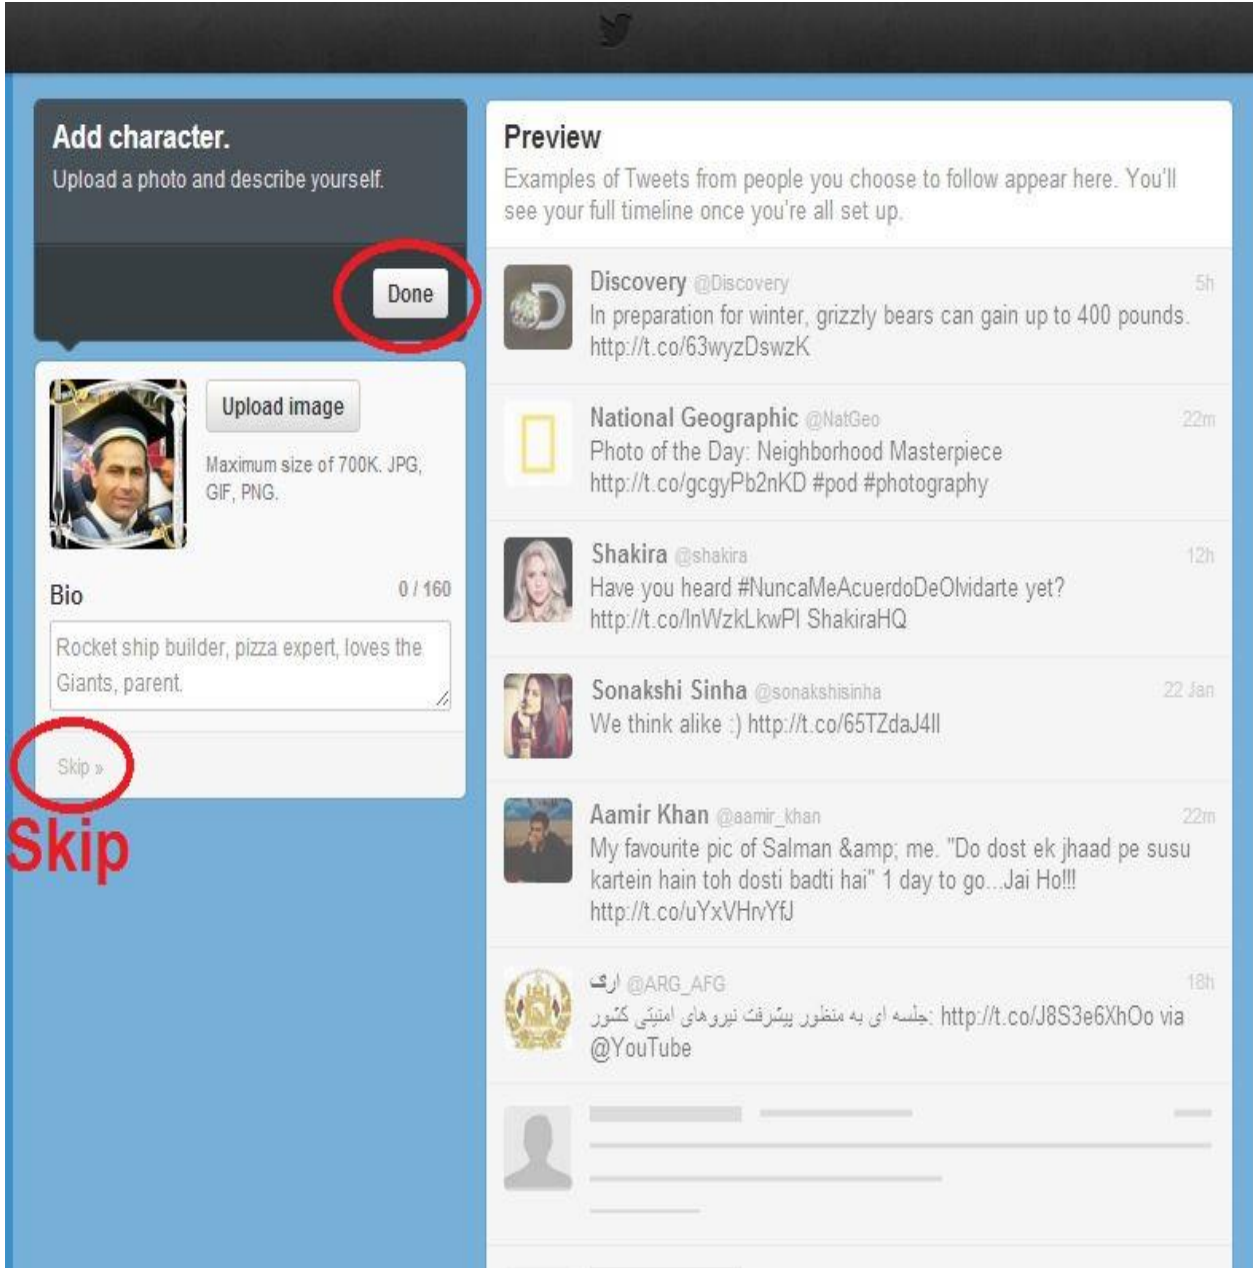 Add character.
Upload a photo and describe yourself.
Done
Upload image
Maximum size of 700K. JPG,
GIF, PNG.
Bio 0 / 160
Rocket ship builder, pizza expert, loves the
Giants, parent.
Skip »
Skip
Preview
Examples of Tweets from people you choose to follow appear here. You'll
see your full timeline once you're all set up.
Discovery @Discovery 5h
In preparation for winter, grizzly bears can gain up to 400 pounds.
http://t.co/63wyzDswzK
National Geographic @NatGeo 22m
Photo of the Day: Neighborhood Masterpiece
http://t.co/gcgyPb2nKD #pod #photography
Shakira @shakira 12h
Have you heard #NuncaMeAcuerdoDeOlvidarte yet?
http://t.co/lnWzkLkwPI ShakiraHQ
Sonakshi Sinha @sonakshisinha 22 Jan
We think alike :) http://t.co/65TZdaJ4ll
Aamir Khan @aamir_khan 22m
My favourite pic of Salman &amp; me. "Do dost ek jhaad pe susu
kartein hain toh dosti badti hai" 1 day to go...Jai Ho!!!
http://t.co/uYxVHrvYfJ
ارگ @ARG_AFG 18h
جلسه ای به منظور پیشرفت نیروهای امنیتی کشور: http://t.co/J8S3e6XhOo via
@YouTube